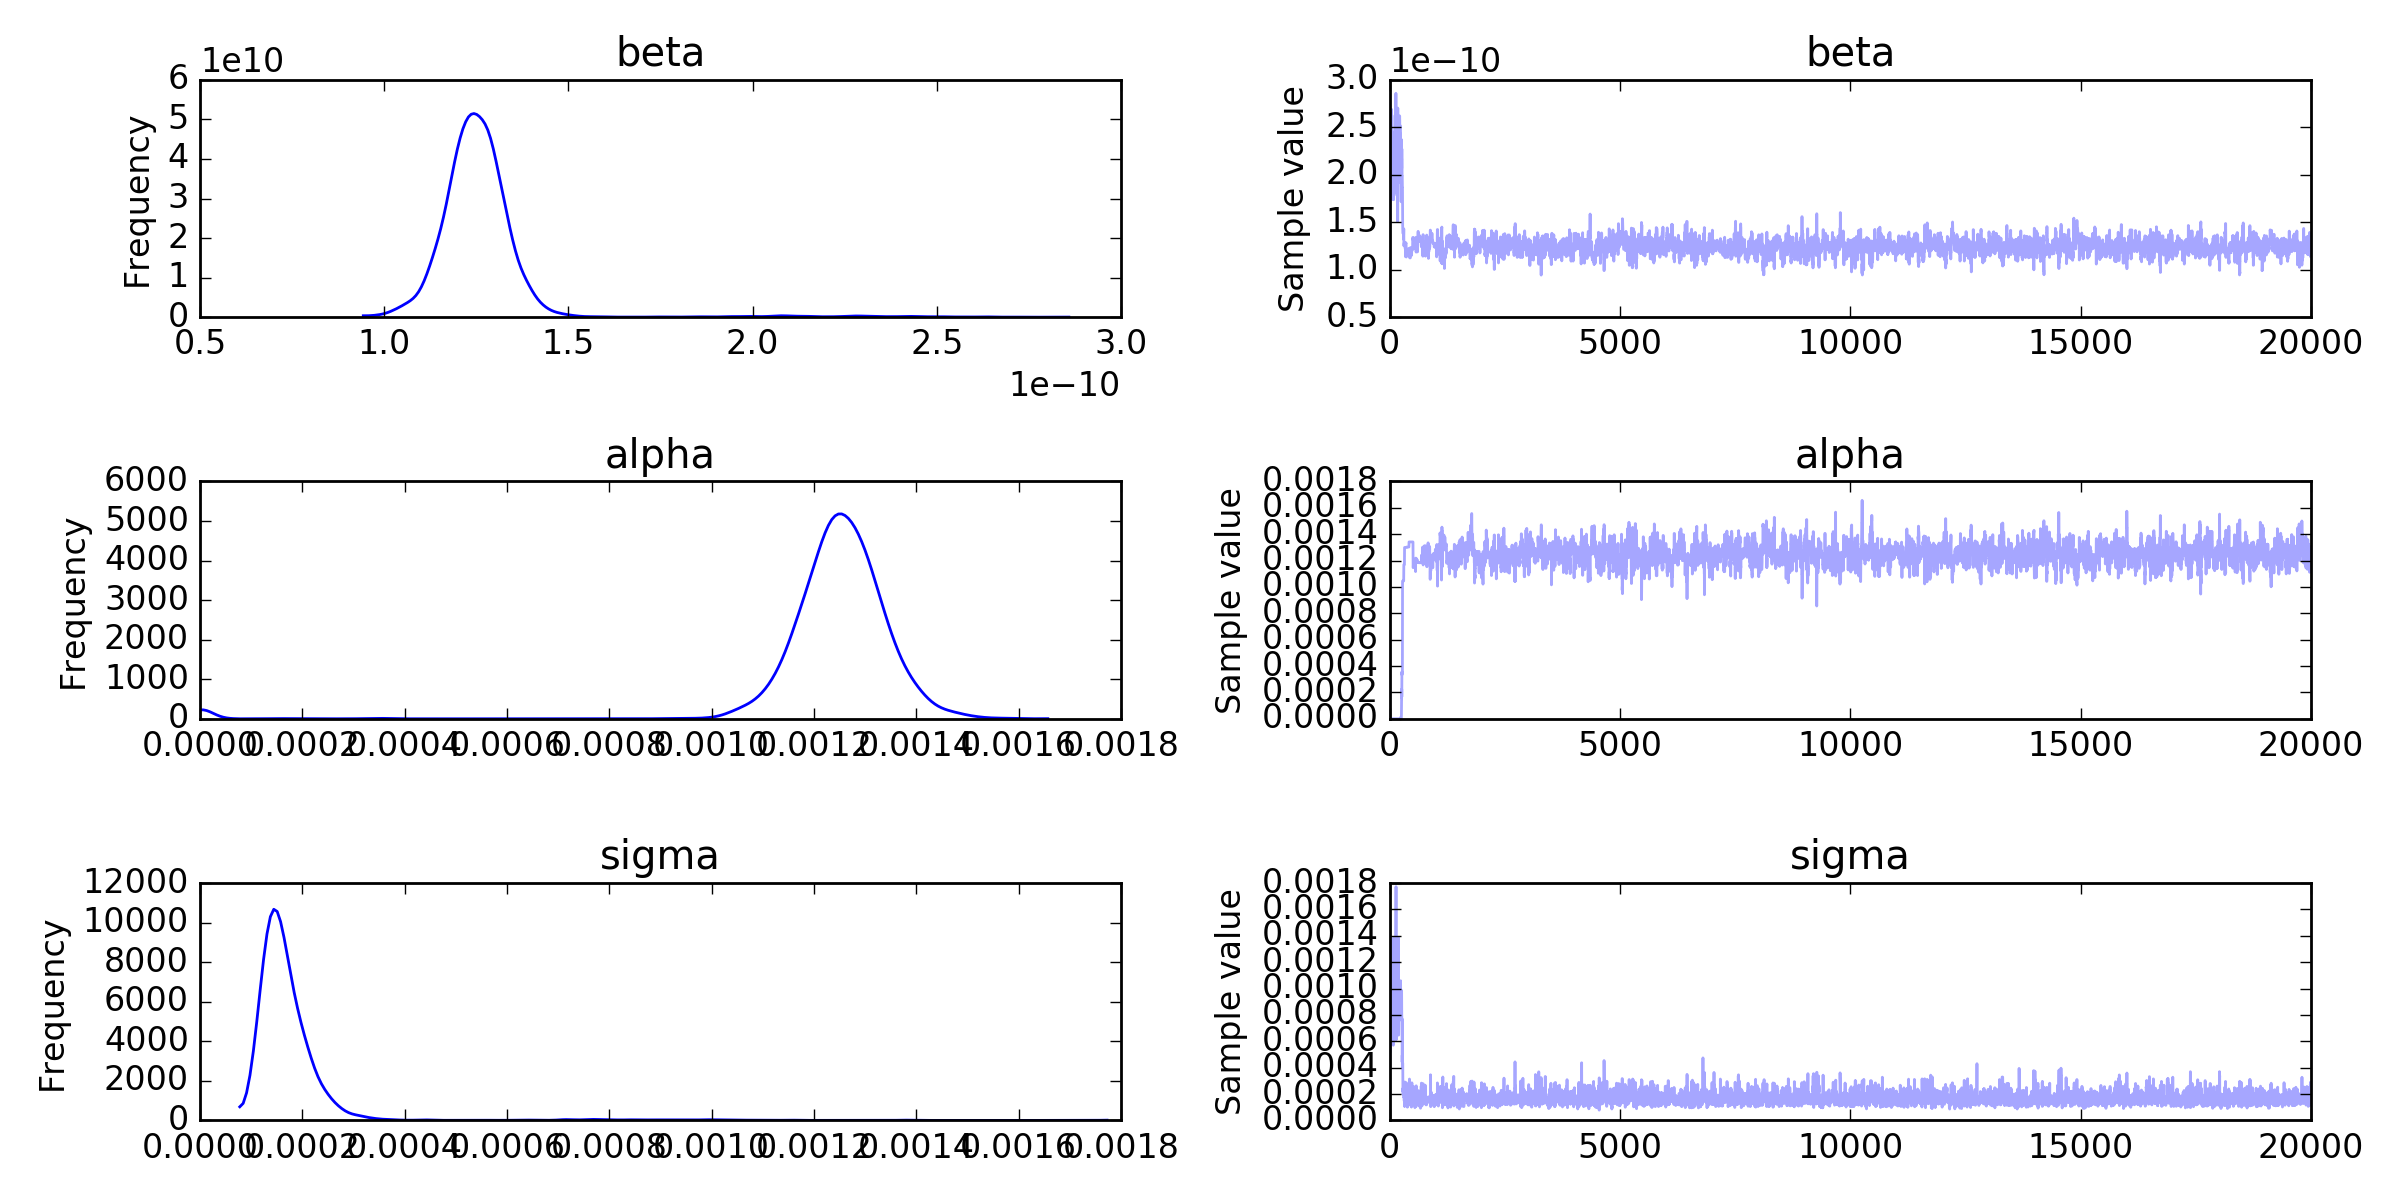 beta
1e10
Frequency
6
5
4
3
2
1
0
0.5 1.0 1.5 2.0 2.5 3.0
1e−10
beta
1e−10
Sample value
3.0
2.5
2.0
1.5
1.0
0.5
0 5000 10000 15000 20000
alpha
Frequency
6000
5000
4000
3000
2000
1000
0
0.0000 0.0002 0.0004 0.0006 0.0008 0.0010 0.0012 0.0014 0.0016 0.0018
alpha
Sample value
0.0018
0.0016
0.0014
0.0012
0.0010
0.0008
0.0006
0.0004
0.0002
0.0000
0 5000 10000 15000 20000
sigma
Frequency
12000
10000
8000
6000
4000
2000
0
0.0000 0.0002 0.0004 0.0006 0.0008 0.0010 0.0012 0.0014 0.0016 0.0018
sigma
Sample value
0.0018
0.0016
0.0014
0.0012
0.0010
0.0008
0.0006
0.0004
0.0002
0.0000
0 5000 10000 15000 20000